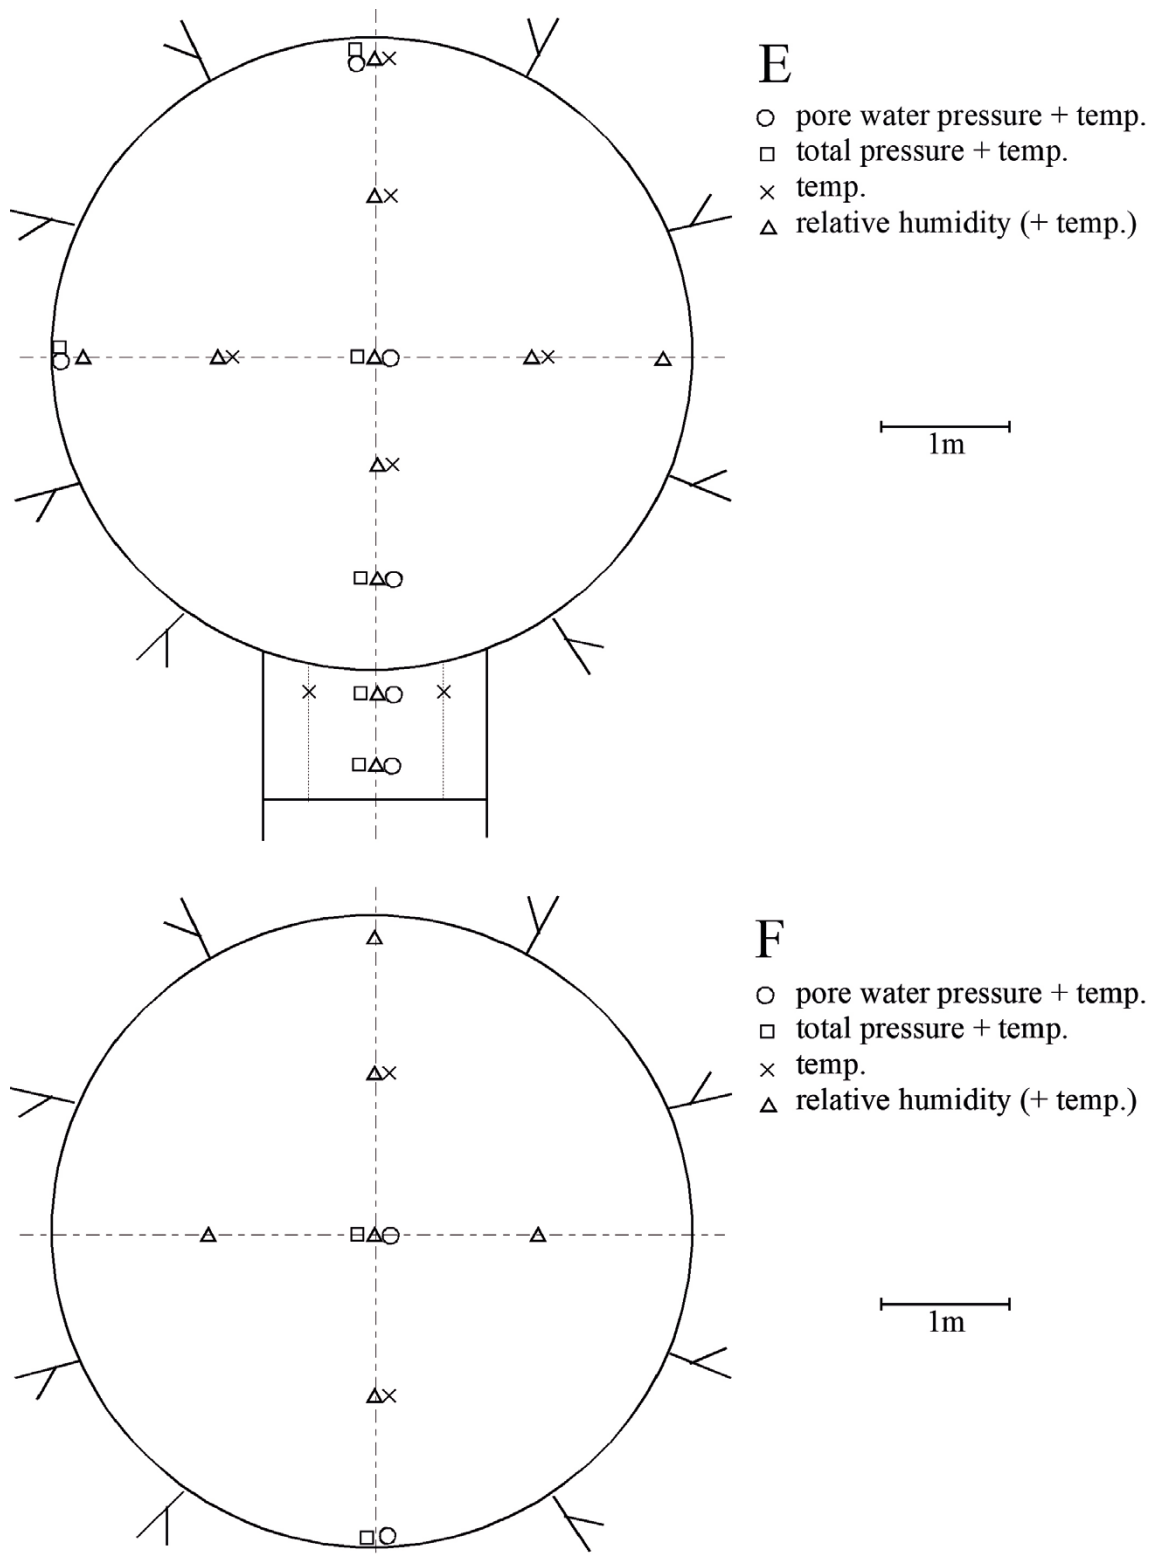 E
pore water pressure + temp.
total pressure + temp.
temp.
relative humidity (+ temp.)
1m
F
pore water pressure + temp.
total pressure + temp.
temp.
relative humidity (+ temp.)
1m